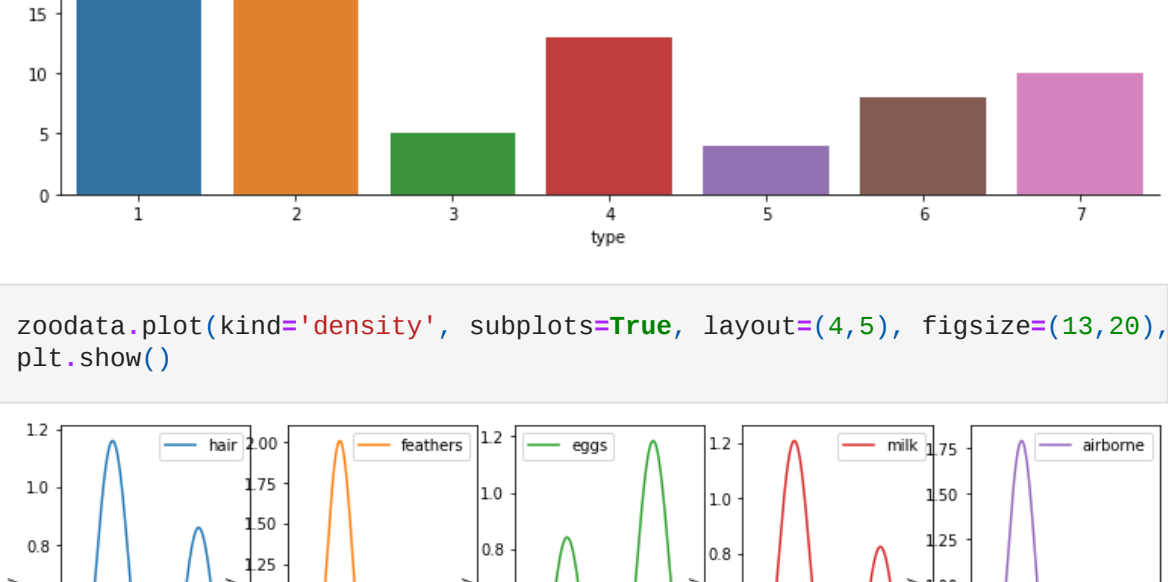 15
10
5
0
1 2 3 4 5 6 7
type
zoodata.plot(kind='density', subplots=True, layout=(4,5), figsize=(13,20),
plt.show()
1.2 hair 2.00 feathers 1.2 eggs 1.2 milk 1.75 airborne
1.0 1.75 1.0 1.0 1.50
0.8 1.50 0.8 0.8 1.25
1.25